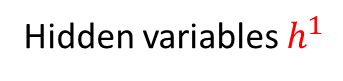 Hidden variables h¹